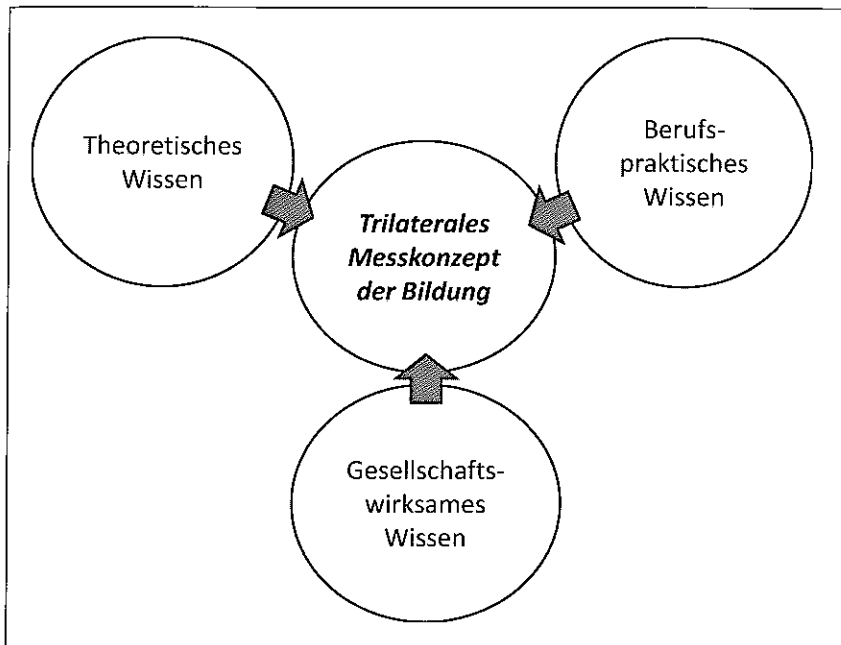 Theoretisches
Wissen
Berufs-
praktisches
Wissen
Trilaterales
Messkonzept
der Bildung
Gesellschafts-
wirksames
Wissen